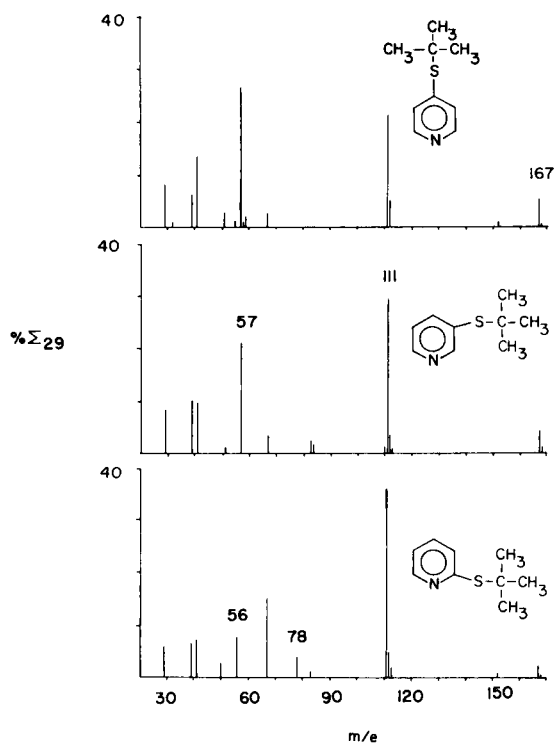 40
CH₃
CH₃-C-CH₃
S
N
167
40
111
57
CH₃
S-C-CH₃
CH₃
N
%Σ₂₉
40
56
78
CH₃
N S-C-CH₃
CH₃
30 60 90 120 150
m/e